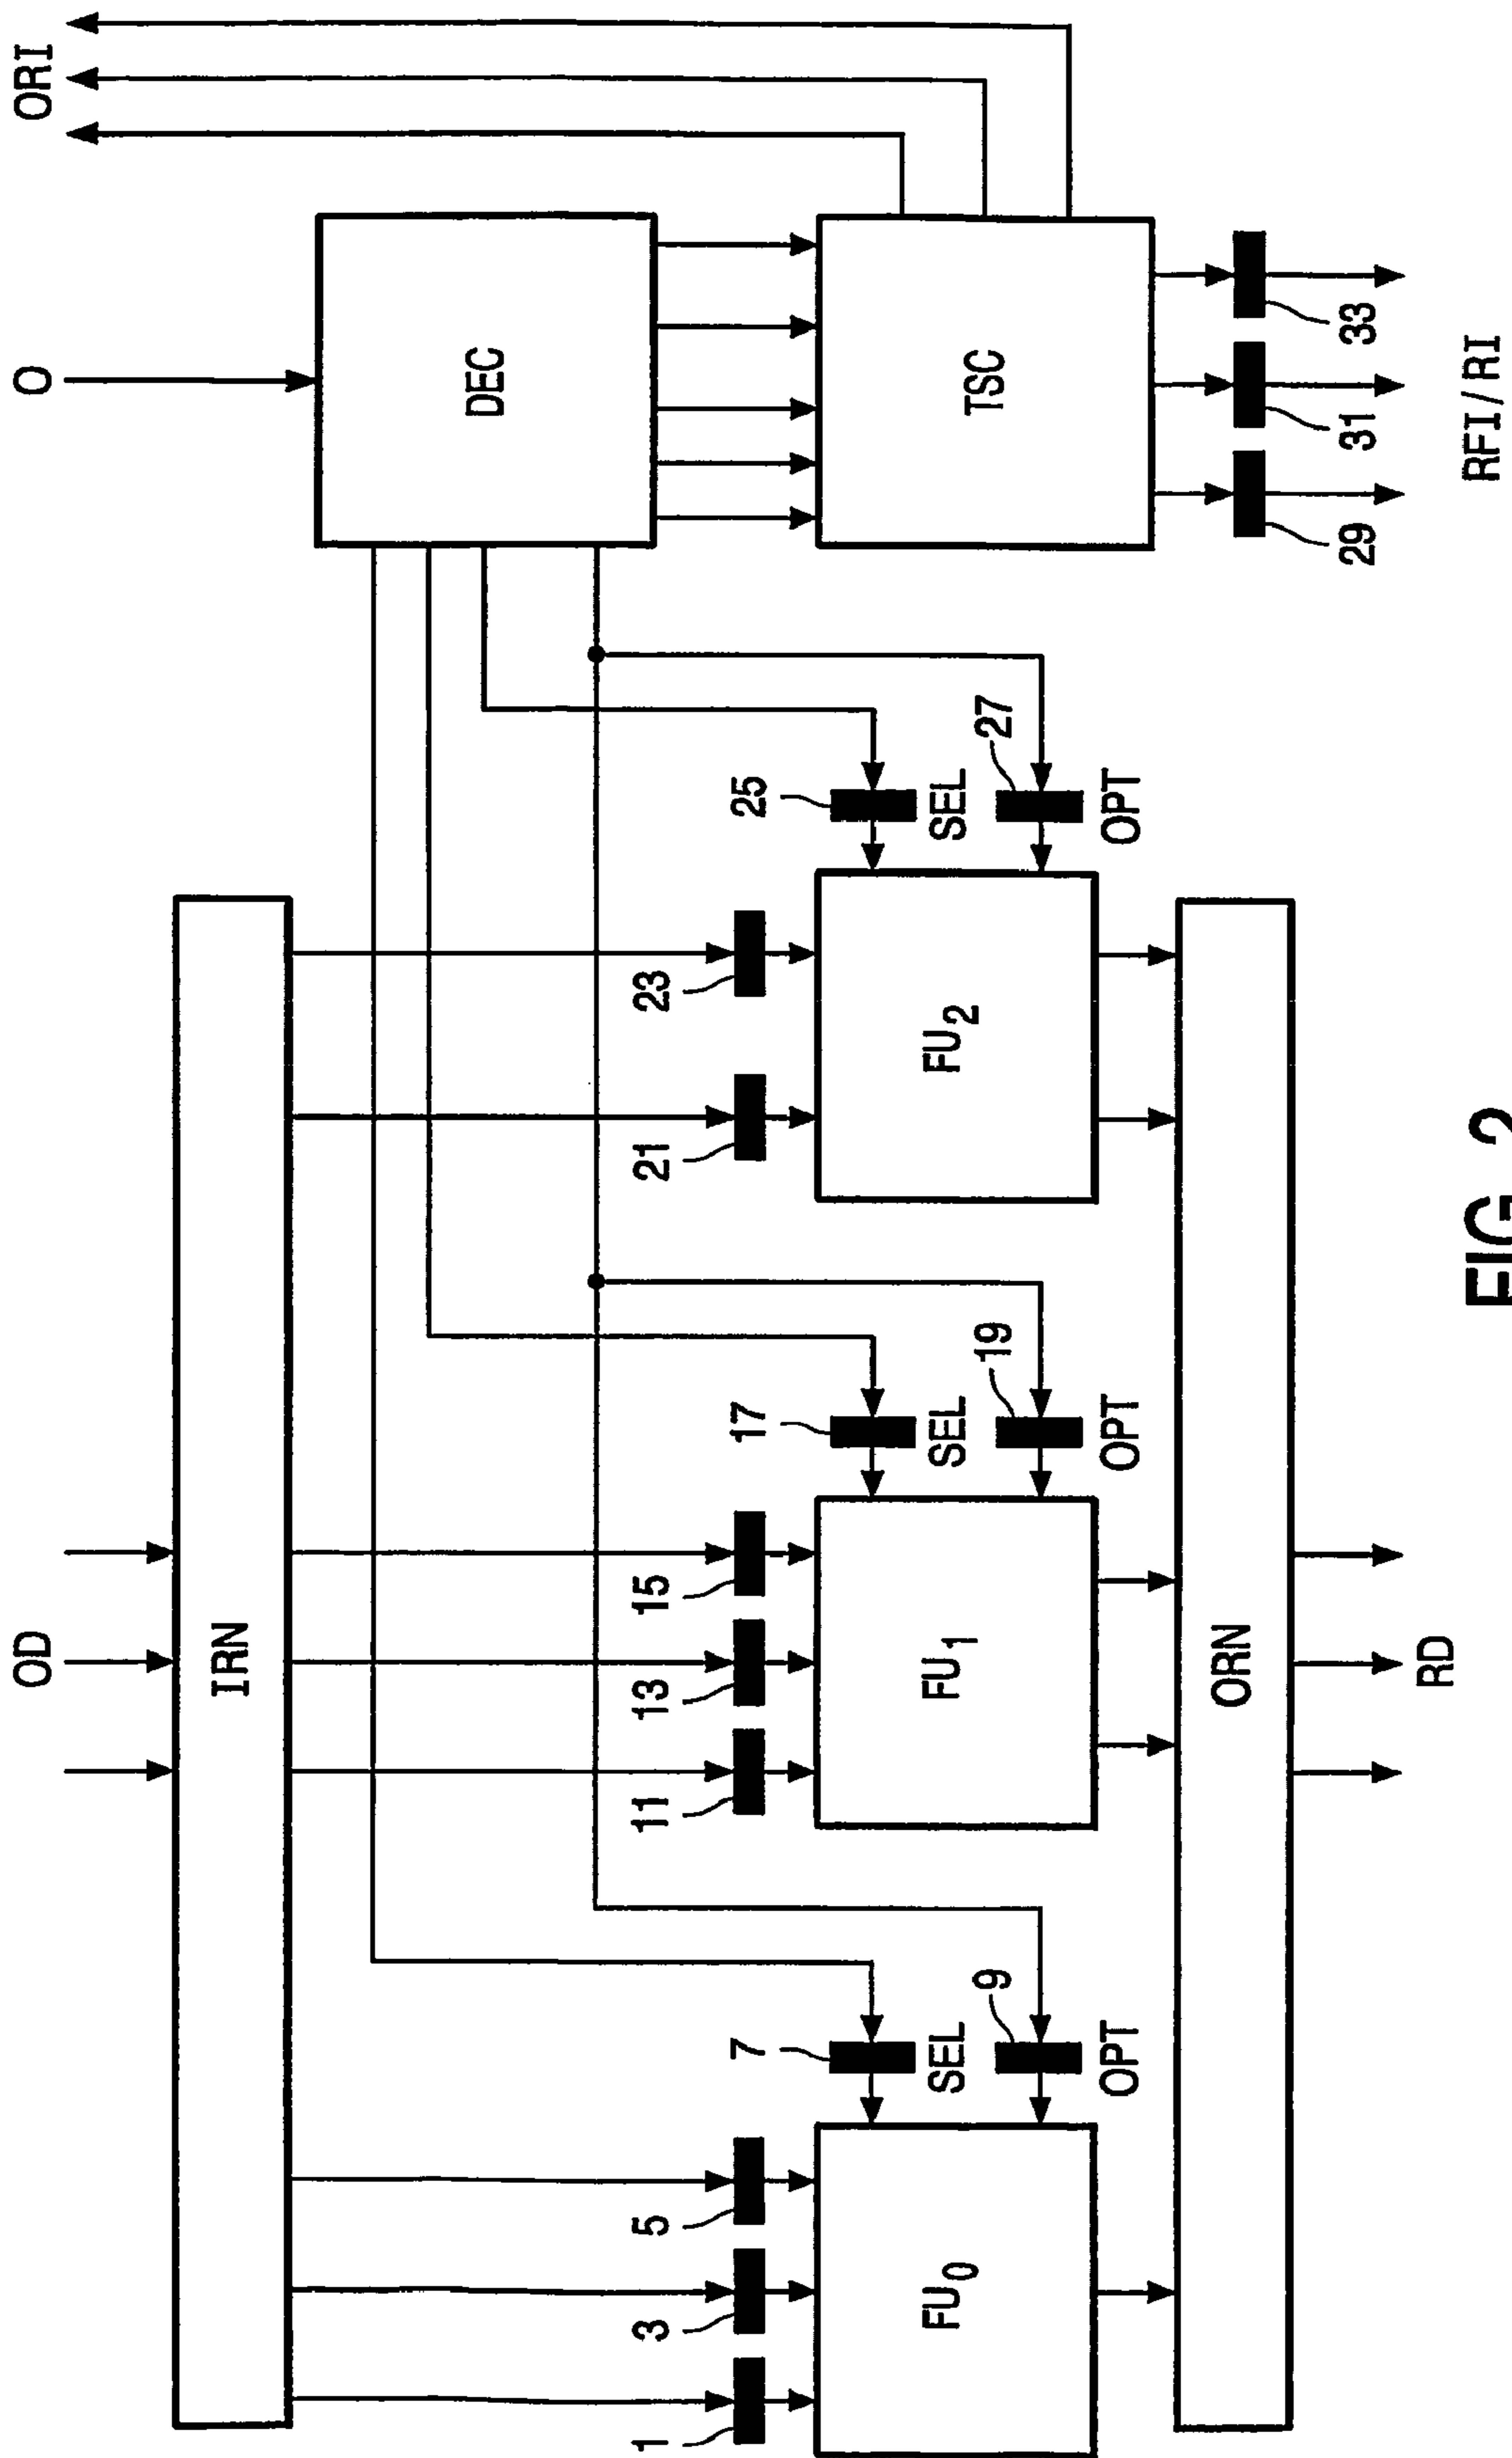 OD O ORI
IRN
DEC
1 3 5 11 13 15 21 23
7 17 25
FU0 SEL FU1 SEL FU2 SEL TSC
9 19 27
OPT OPT OPT
ORN
29 31 33
RD RFI/RI
FIG 2